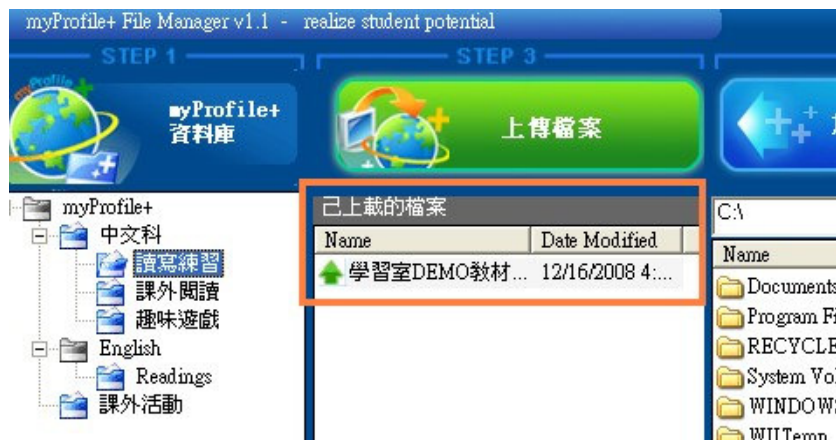 myProfile+ File Manager v1.1 - realize student potential
STEP 1
STEP 3
myProfile
myProfile+
資料庫
上傳檔案
myProfile+
中文科
讀寫練習
課外閱讀
趣味遊戲
English
Readings
課外活動
己上載的檔案
Name
Date Modified
學習室DEMO教材...
12/16/2008 4:...
C:\
Name
Documents
Program Fi
RECYCLE
System Vo
WINDOWS
WUTemp